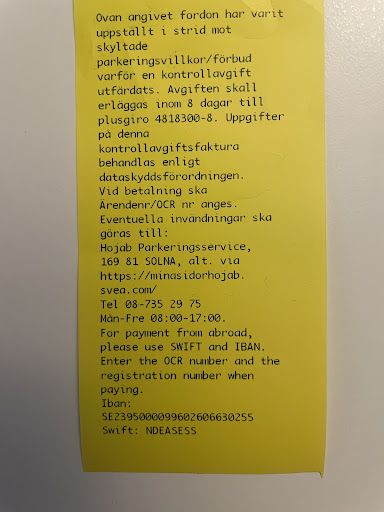 Ovan angivet fordon har varit
uppställt i strid mot
skyltade
parkeringsvillkor/förbud
varför en kontrollavgift
utfärdats. Avgiften skall
erläggas inom 8 dagar till
plusgiro 4818300-8. Uppgifter
på denna
kontrollavgiftsfaktura
behandlas enligt
dataskyddsförordningen.
Vid betalning ska
Ärendenr/OCR nr anges.
Eventuella invändningar ska
göras till:
Hojab Parkeringsservice,
169 81 SOLNA, alt. via
https://minasidorhojab.
svea.com/
Tel 08-735 29 75
Mån-Fre 08:00-17:00.
For payment from abroad,
please use SWIFT and IBAN.
Enter the OCR number and the
registration number when
paying.
Iban:
SE2395000099602606630255
Swift: NDEASESS